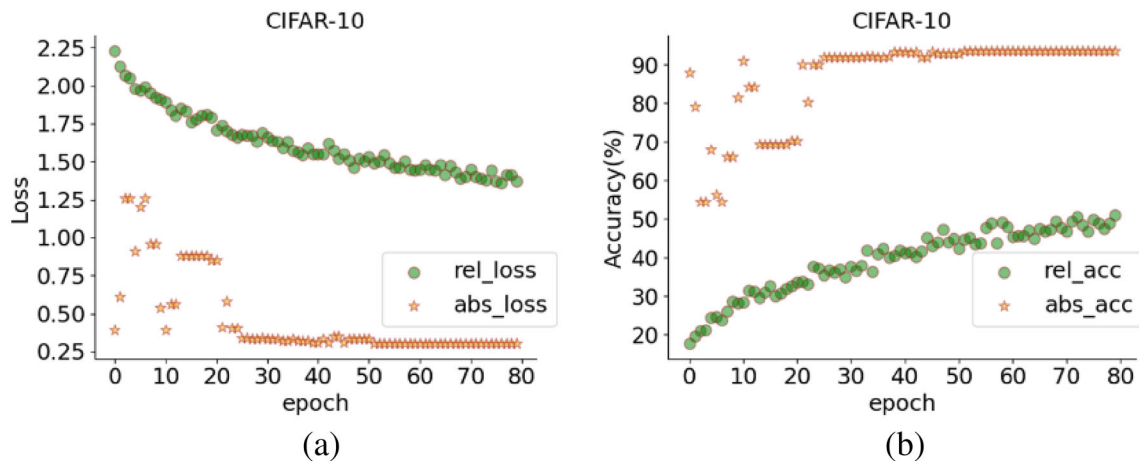 CIFAR-10
2.25
2.00
1.75
1.50
1.25
1.00
0.75
0.50
0.25
Loss
rel_loss
abs_loss
0 10 20 30 40 50 60 70 80
epoch
(a)
CIFAR-10
90
80
70
60
50
40
30
20
Accuracy(%)
rel_acc
abs_acc
0 10 20 30 40 50 60 70 80
epoch
(b)